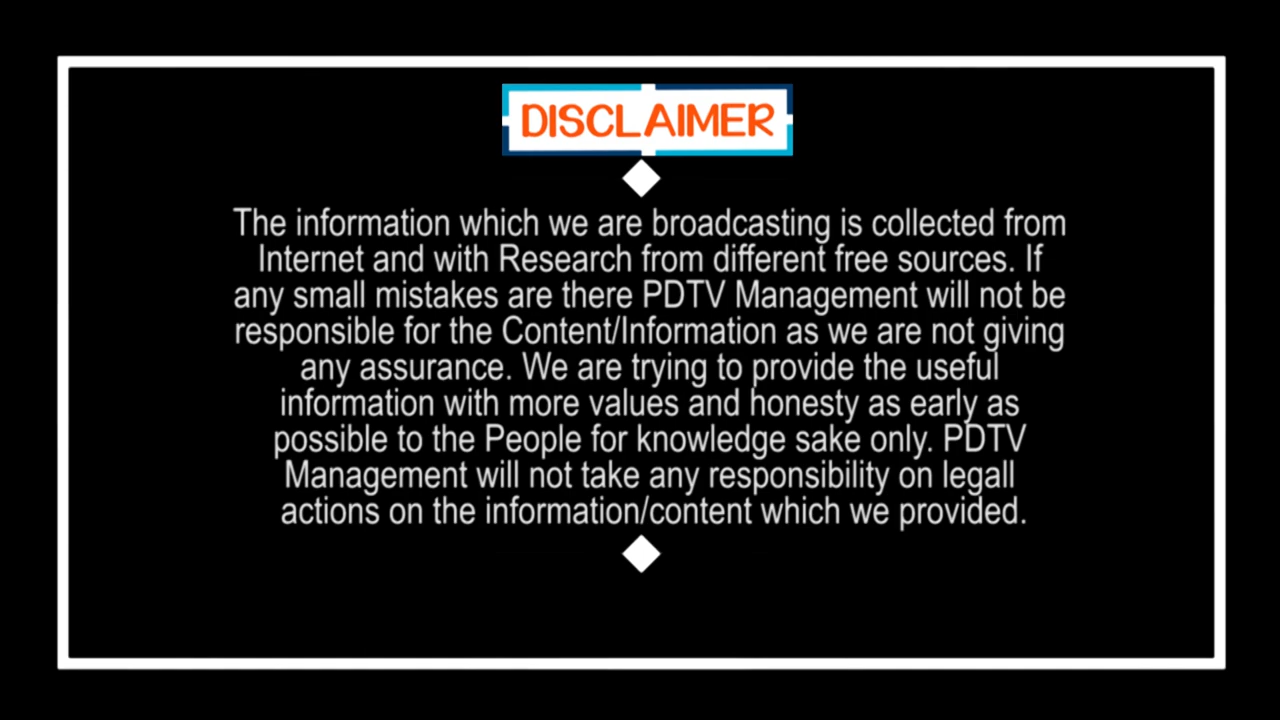 DISCLAIMER
The information which we are broadcasting is collected from
Internet and with Research from different free sources. If
any small mistakes are there PDTV Management will not be
responsible for the Content/Information as we are not giving
any assurance. We are trying to provide the useful
information with more values and honesty as early as
possible to the People for knowledge sake only. PDTV
Management will not take any responsibility on legall
actions on the information/content which we provided.